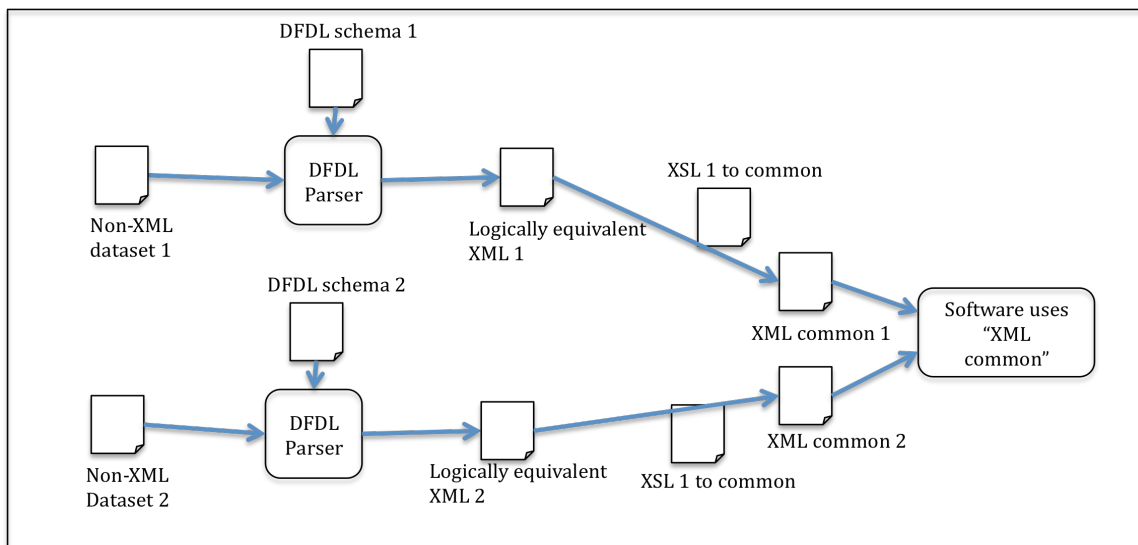 DFDL schema 1
DFDL
Parser
XSL 1 to common
Non-XML
dataset 1
Logically equivalent
XML 1
DFDL schema 2
Software uses
“XML
common”
XML common 1
DFDL
Parser
XML common 2
Non-XML
Dataset 2
Logically equivalent
XML 2
XSL 1 to common